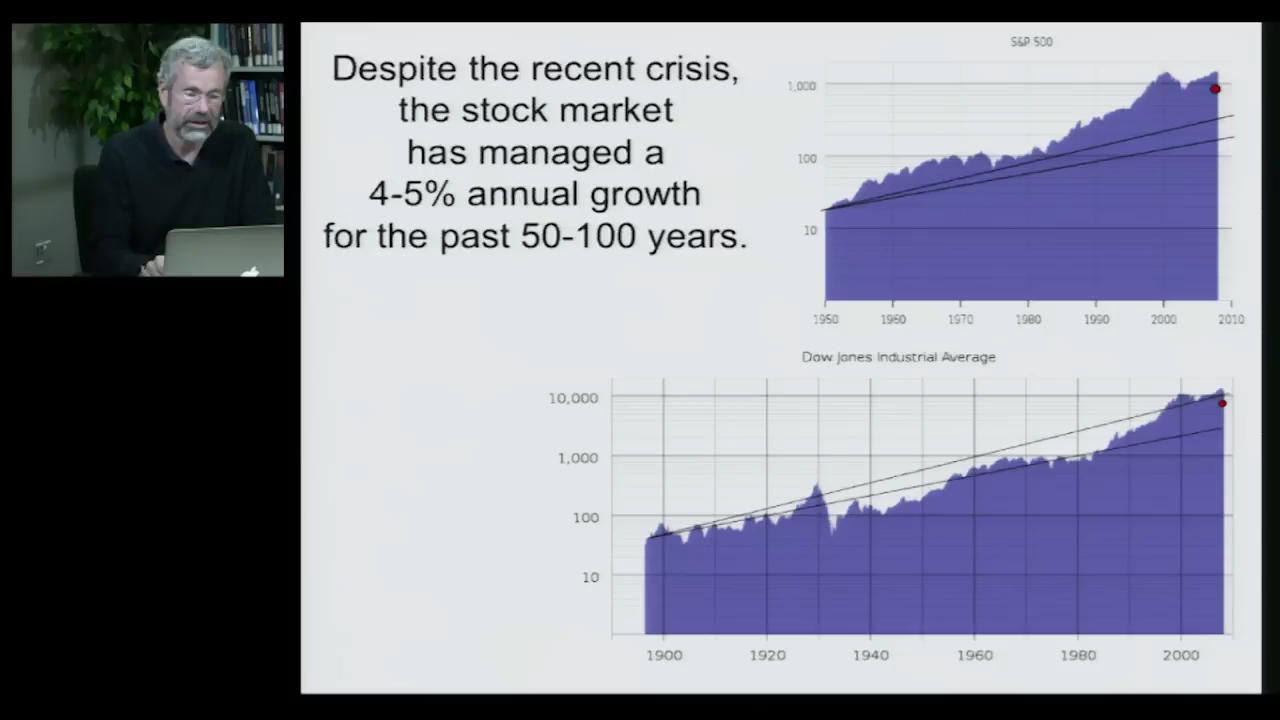 Despite the recent crisis,
the stock market
has managed a
4-5% annual growth
for the past 50-100 years.
S&P 500
1,000
100
10
1950 1960 1970 1980 1990 2000 2010
Dow Jones Industrial Average
10,000
1,000
100
10
1900 1920 1940 1960 1980 2000